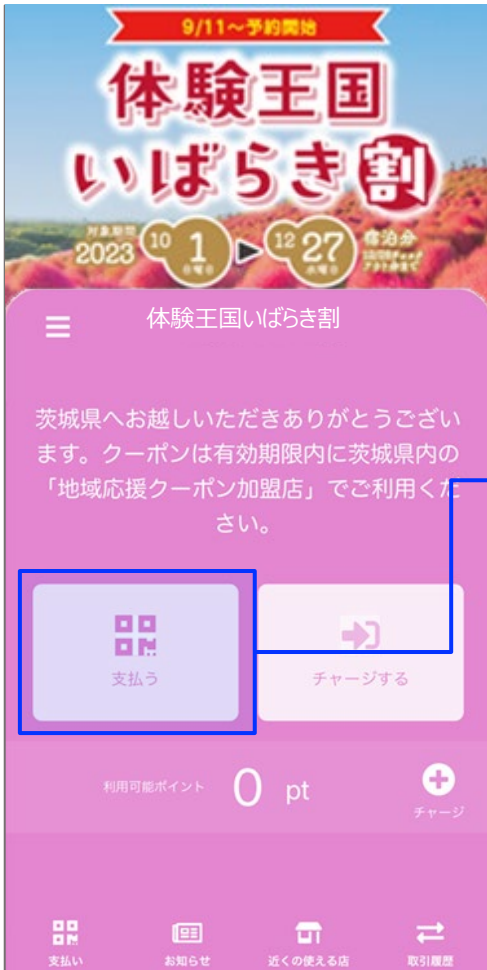 9/11～予約開始
体験王国
いばらき割
対象期間
2023 10 1 日曜日 ▶ 12 27 水曜日 宿泊分
体験王国いばらき割
茨城県へお越しいただきありがとうござい
ます。クーポンは有効期限内に茨城県内の
「地域応援クーポン加盟店」でご利用くだ
さい。
支払う
チャージする
利用可能ポイント 0 pt
チャージ
支払い
お知らせ
近くの使える店
取引履歴